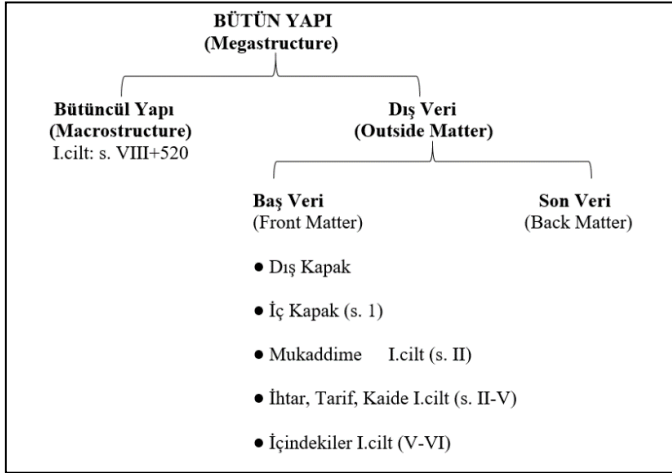 BÜTÜN YAPI
(Megastructure)
Bütüncül Yapı
(Macrostructure)
I.cilt: s. VIII+520
Dış Veri
(Outside Matter)
Baş Veri
(Front Matter)
Son Veri
(Back Matter)
● Dış Kapak
● İç Kapak (s. 1)
● Mukaddime I.cilt (s. II)
● İhtar, Tarif, Kaide I.cilt (s. II-V)
● İçindekiler I.cilt (V-VI)